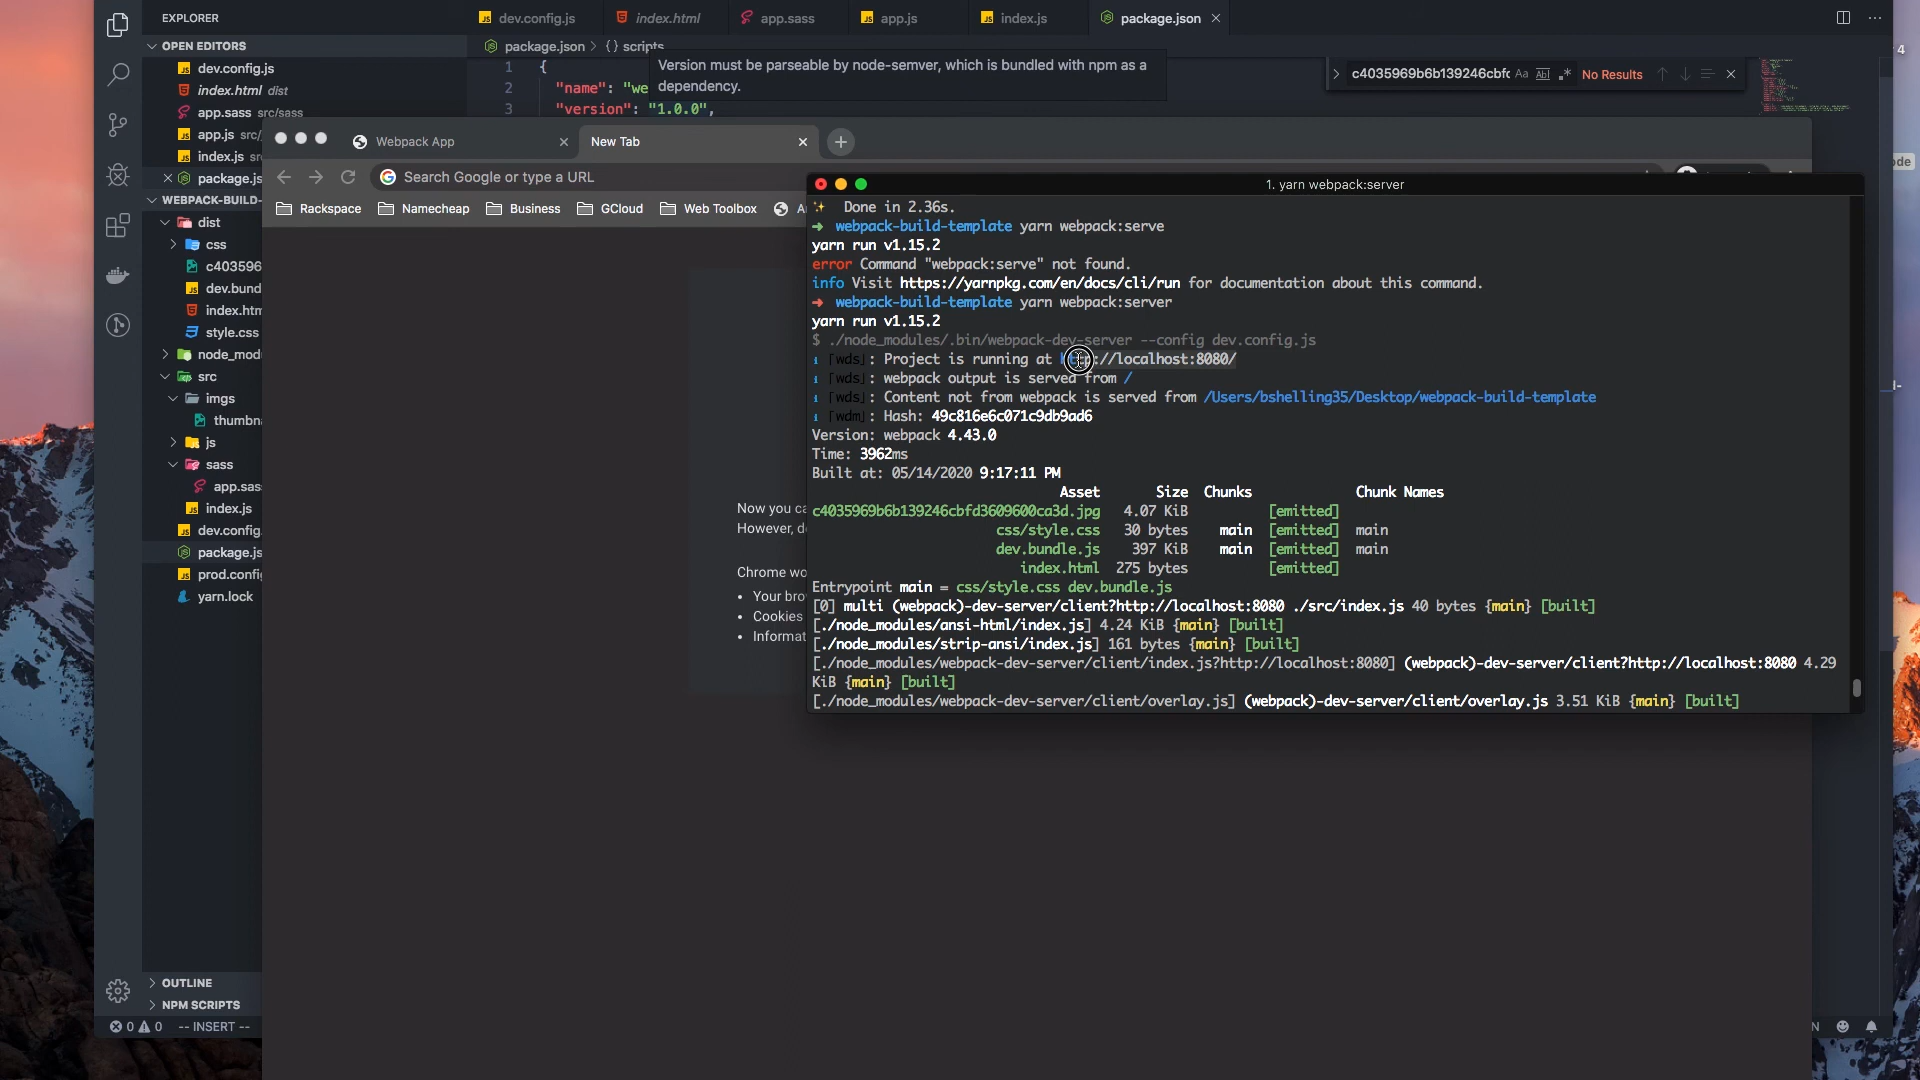 EXPLORER
OPEN EDITORS
dev.config.js
index.html dist
app.sass src/sass
app.js src/
index.js sr
package.js
WEBPACK-BUILD-
dist
css
c403596
dev.bund
index.htm
style.css
node_mod
src
imgs
thumbn
js
sass
app.sas
index.js
dev.config.
package.js
prod.config
yarn.lock
OUTLINE
NPM SCRIPTS
0 0 -- INSERT --
dev.config.js index.html app.sass app.js index.js package.json
package.json > {} scripts
1 {
2 "name": "we
3 "version": "1.0.0",
Version must be parseable by node-semver, which is bundled with npm as a
dependency.
c4035969b6b139246cbfc Aa Abl .* No Results
4
ode
Webpack App New Tab
Search Google or type a URL
Rackspace Namecheap Business GCloud Web Toolbox
Now you ca
However, d
Chrome wo
• Your bro
• Cookies
• Informat
1. yarn webpack:server
Done in 2.36s.
→ webpack-build-template yarn webpack:serve
yarn run v1.15.2
error Command "webpack:serve" not found.
info Visit https://yarnpkg.com/en/docs/cli/run for documentation about this command.
→ webpack-build-template yarn webpack:server
yarn run v1.15.2
$ ./node_modules/.bin/webpack-dev-server --config dev.config.js
i ｢wds｣: Project is running at http://localhost:8080/
i ｢wds｣: webpack output is served from /
i ｢wds｣: Content not from webpack is served from /Users/bshelling35/Desktop/webpack-build-template
i ｢wdm｣: Hash: 49c816e6c071c9db9ad6
Version: webpack 4.43.0
Time: 3962ms
Built at: 05/14/2020 9:17:11 PM
Asset Size Chunks Chunk Names
c4035969b6b139246cbfd3609600ca3d.jpg 4.07 KiB [emitted]
css/style.css 30 bytes main [emitted] main
dev.bundle.js 397 KiB main [emitted] main
index.html 275 bytes [emitted]
Entrypoint main = css/style.css dev.bundle.js
[0] multi (webpack)-dev-server/client?http://localhost:8080 ./src/index.js 40 bytes {main} [built]
[./node_modules/ansi-html/index.js] 4.24 KiB {main} [built]
[./node_modules/strip-ansi/index.js] 161 bytes {main} [built]
[./node_modules/webpack-dev-server/client/index.js?http://localhost:8080] (webpack)-dev-server/client?http://localhost:8080 4.29
KiB {main} [built]
[./node_modules/webpack-dev-server/client/overlay.js] (webpack)-dev-server/client/overlay.js 3.51 KiB {main} [built]